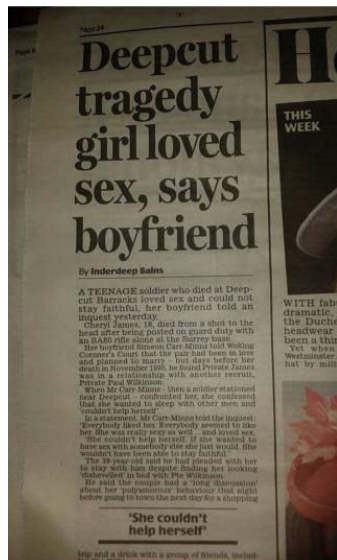 Page 24
Deepcut
tragedy
girl loved
sex, says
boyfriend
By Inderdeep Bains
A TEENAGE soldier who died at Deep-
cut Barracks loved sex and could not
stay faithful, her boyfriend told an
inquest yesterday.
Cheryl James, 18, died from a shot to the
head after being posted on guard duty with
an SA80 rifle alone at the Surrey base.
Her boyfriend Simeon Carr-Minns told Woking
Coroner's Court that the pair had been in love
and planned to marry – but days before her
death in November 1995, he found Private James
was in a relationship with another recruit,
Private Paul Wilkinson.
When Mr Carr-Minns – then a soldier stationed
near Deepcut – confronted her, she confessed
that she wanted to sleep with other men and
'couldn't help herself'.
In a statement, Mr Carr-Minns told the inquest:
'Everybody liked her. Everybody seemed to like
her. She was really sexy as well... and loved sex.
'She couldn't help herself. If she wanted to
have sex with somebody else she just would. She
wouldn't have been able to stay faithful.'
The 39-year-old said he had pleaded with her
to stay with him despite finding her looking
'dishevelled' in bed with Pte Wilkinson.
He said the couple had a 'long discussion'
about her 'polyamorous' behaviour that night
before going to town the next day for a shopping
'She couldn't
help herself'
trip and a drink with a group of friends, includ-
H
THIS
WEEK
WITH fab
dramatic,
the Duche
headwear
been a thin
Yet when
Westminster
hat by mill